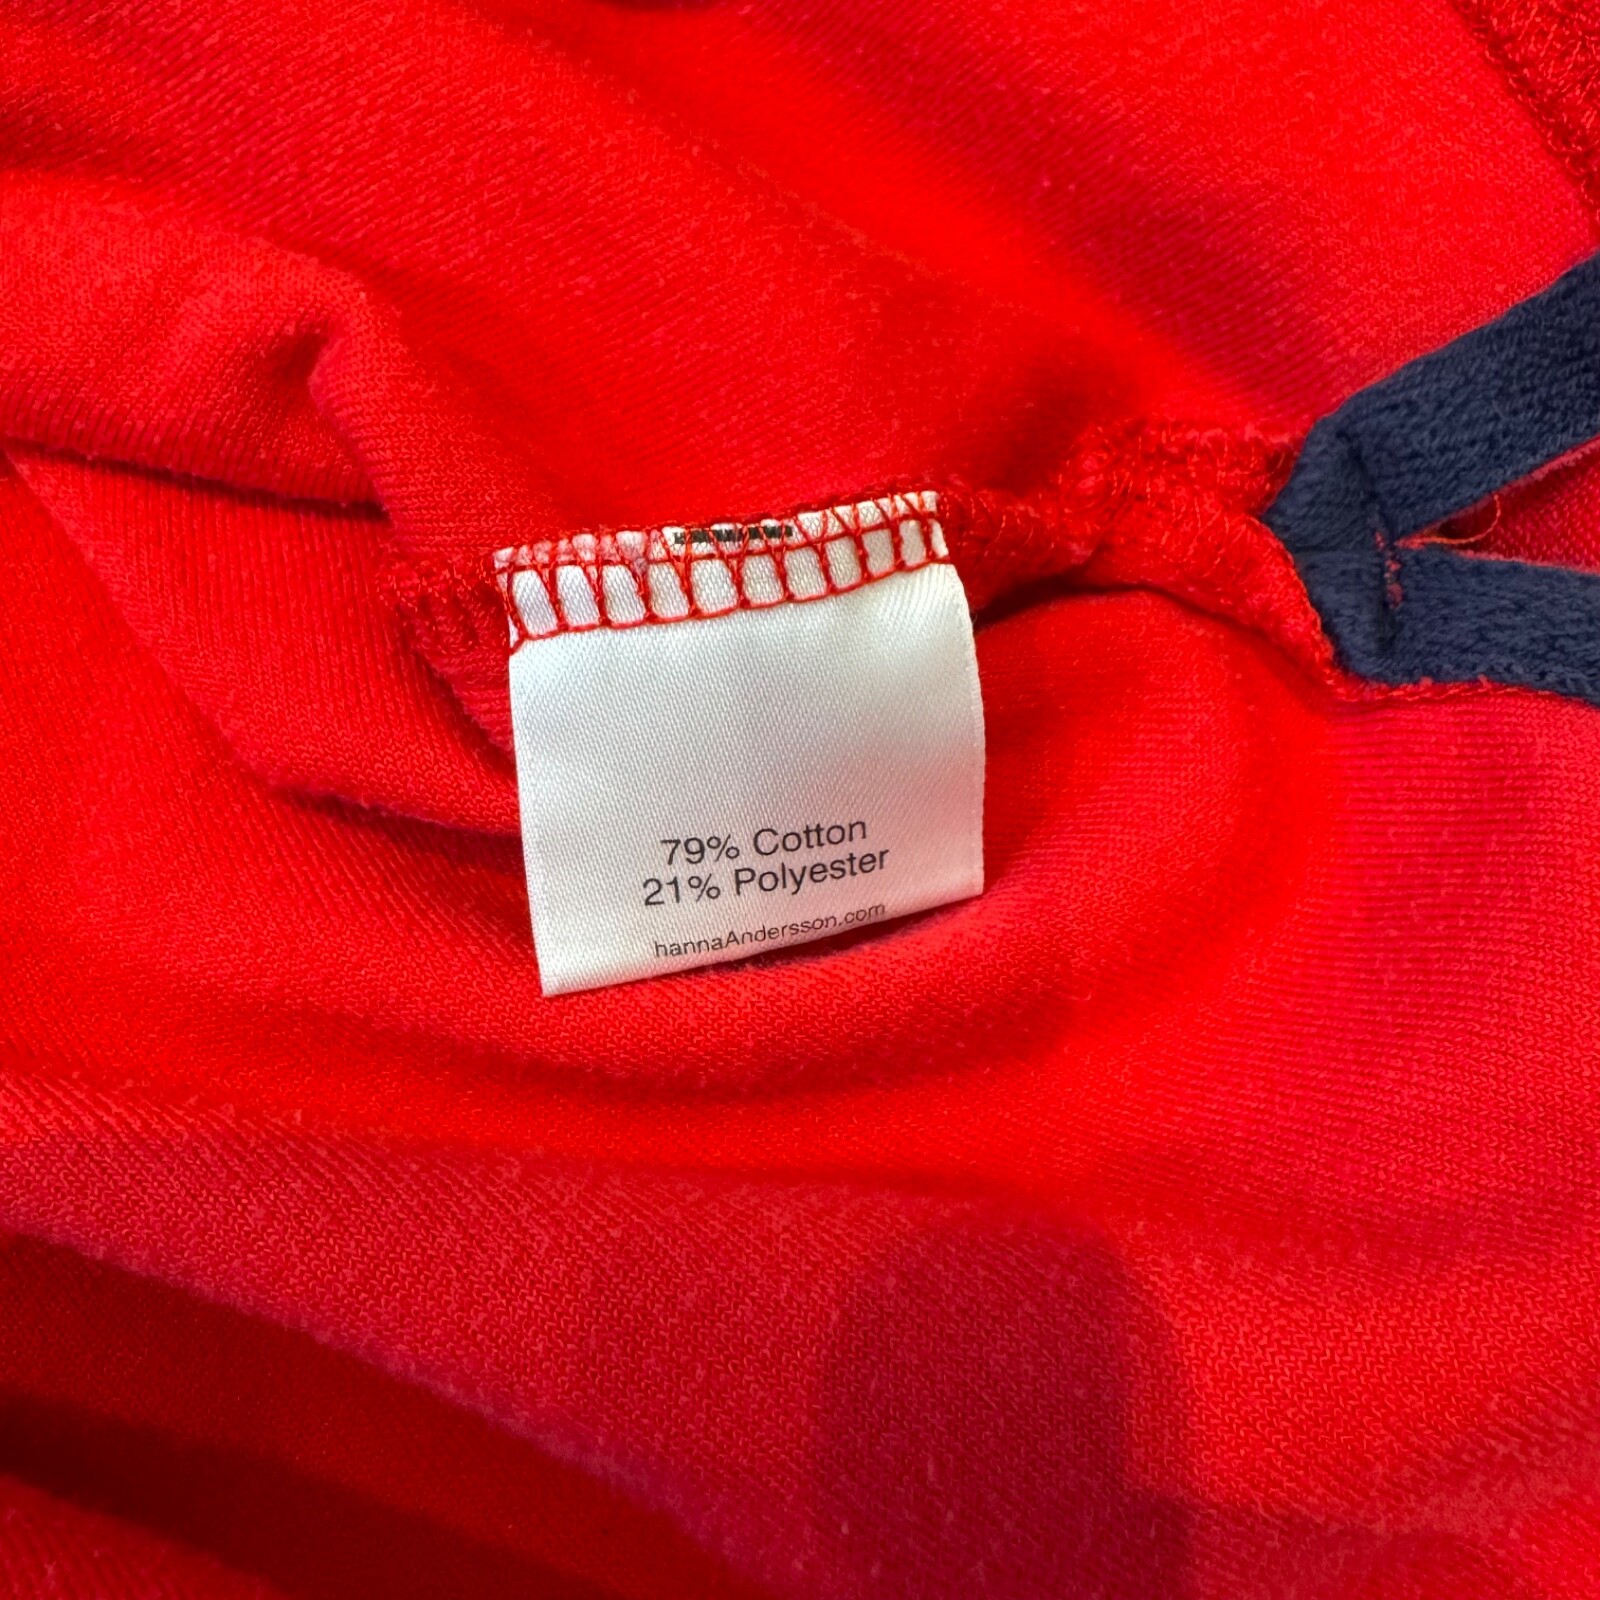 79% Cotton
21% Polyester
hannaAndersson.com